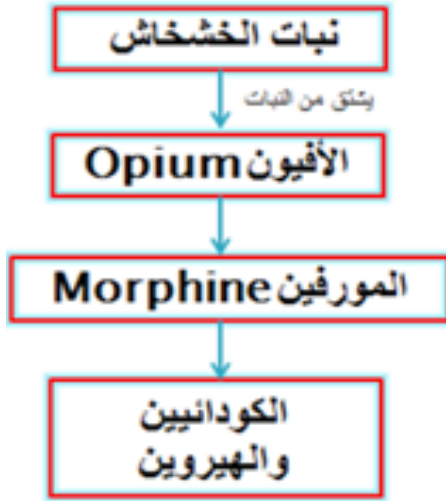 نبات الخشخاش
يشتق من النبات
الأفيون Opium
المورفين Morphine
الكودائيين
والهيروين